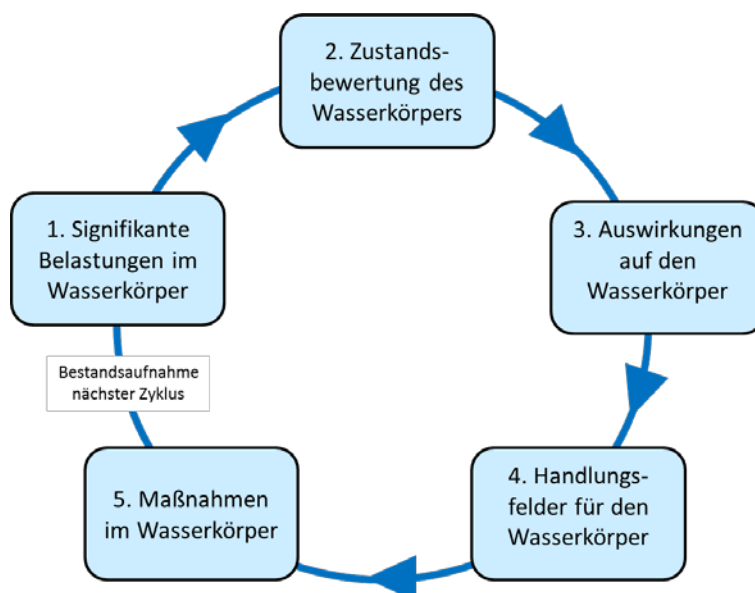 2. Zustands-
bewertung des
Wasserkörpers
1. Signifikante
Belastungen im
Wasserkörper
3. Auswirkungen
auf den
Wasserkörper
Bestandsaufnahme
nächster Zyklus
5. Maßnahmen
im Wasserkörper
4. Handlungs-
felder für den
Wasserkörper